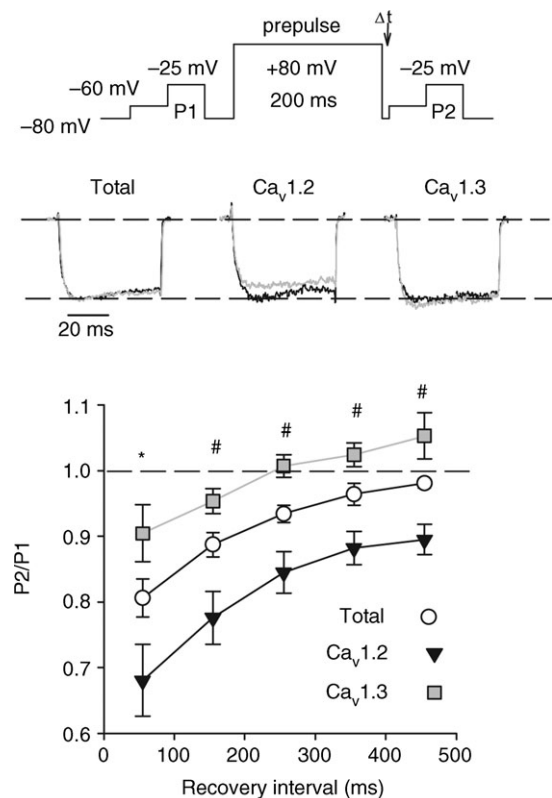 prepulse
Δt
−25 mV
+80 mV
−25 mV
−60 mV
200 ms
−80 mV
P1
P2
Total
Cav1.2
Cav1.3
20 ms
1.1
*
#
#
#
#
1.0
0.9
0.8
0.7
0.6
P2/P1
Total
Cav1.2
Cav1.3
0 100 200 300 400 500
Recovery interval (ms)